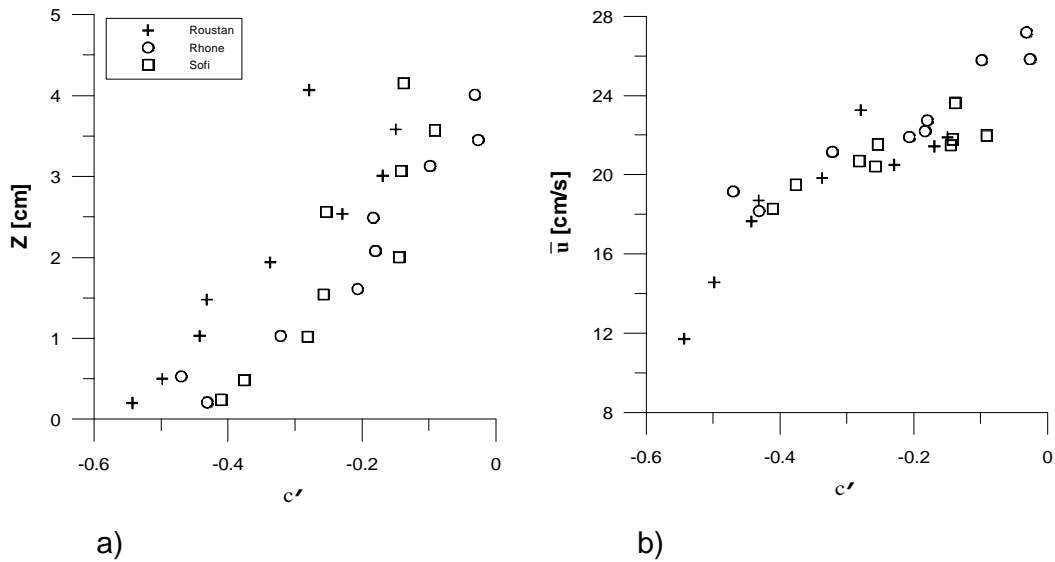 5
4
3
2
1
0
Z [cm]
Roustan
Rhone
Sofi
-0.6
-0.4
-0.2
0
c′
a)
28
24
20
16
12
8
u̅ [cm/s]
-0.6
-0.4
-0.2
0
c′
b)